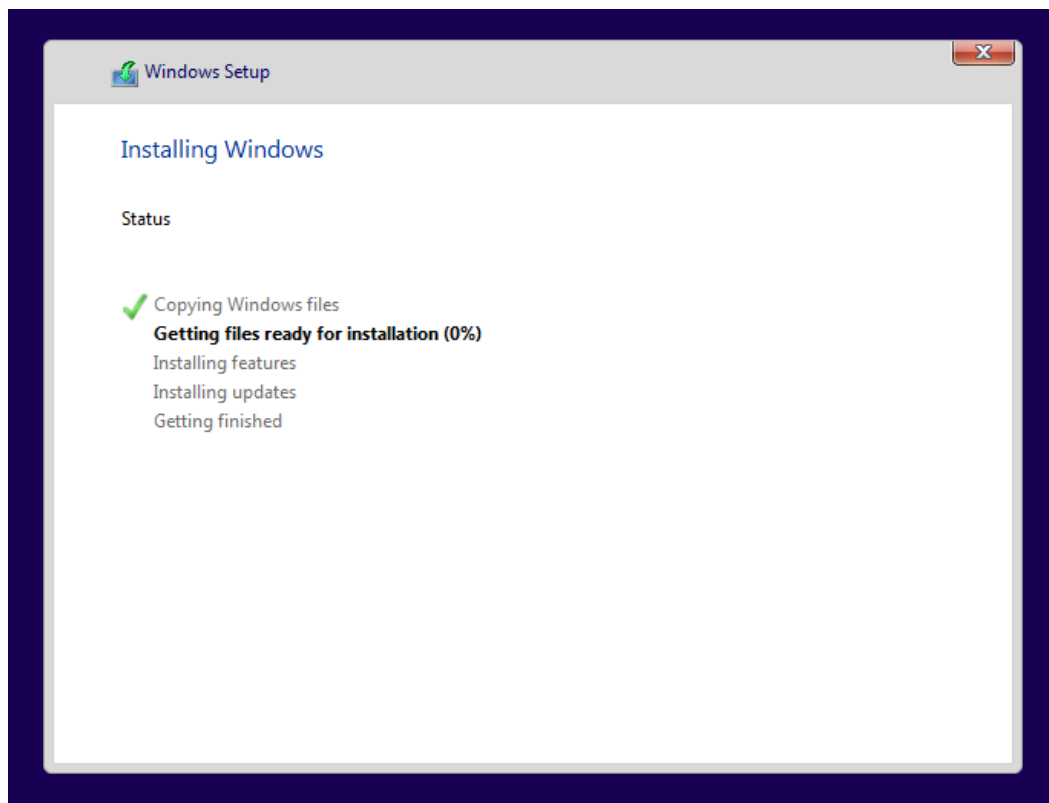 Windows Setup
Installing Windows
Status
Copying Windows files
Getting files ready for installation (0%)
Installing features
Installing updates
Getting finished